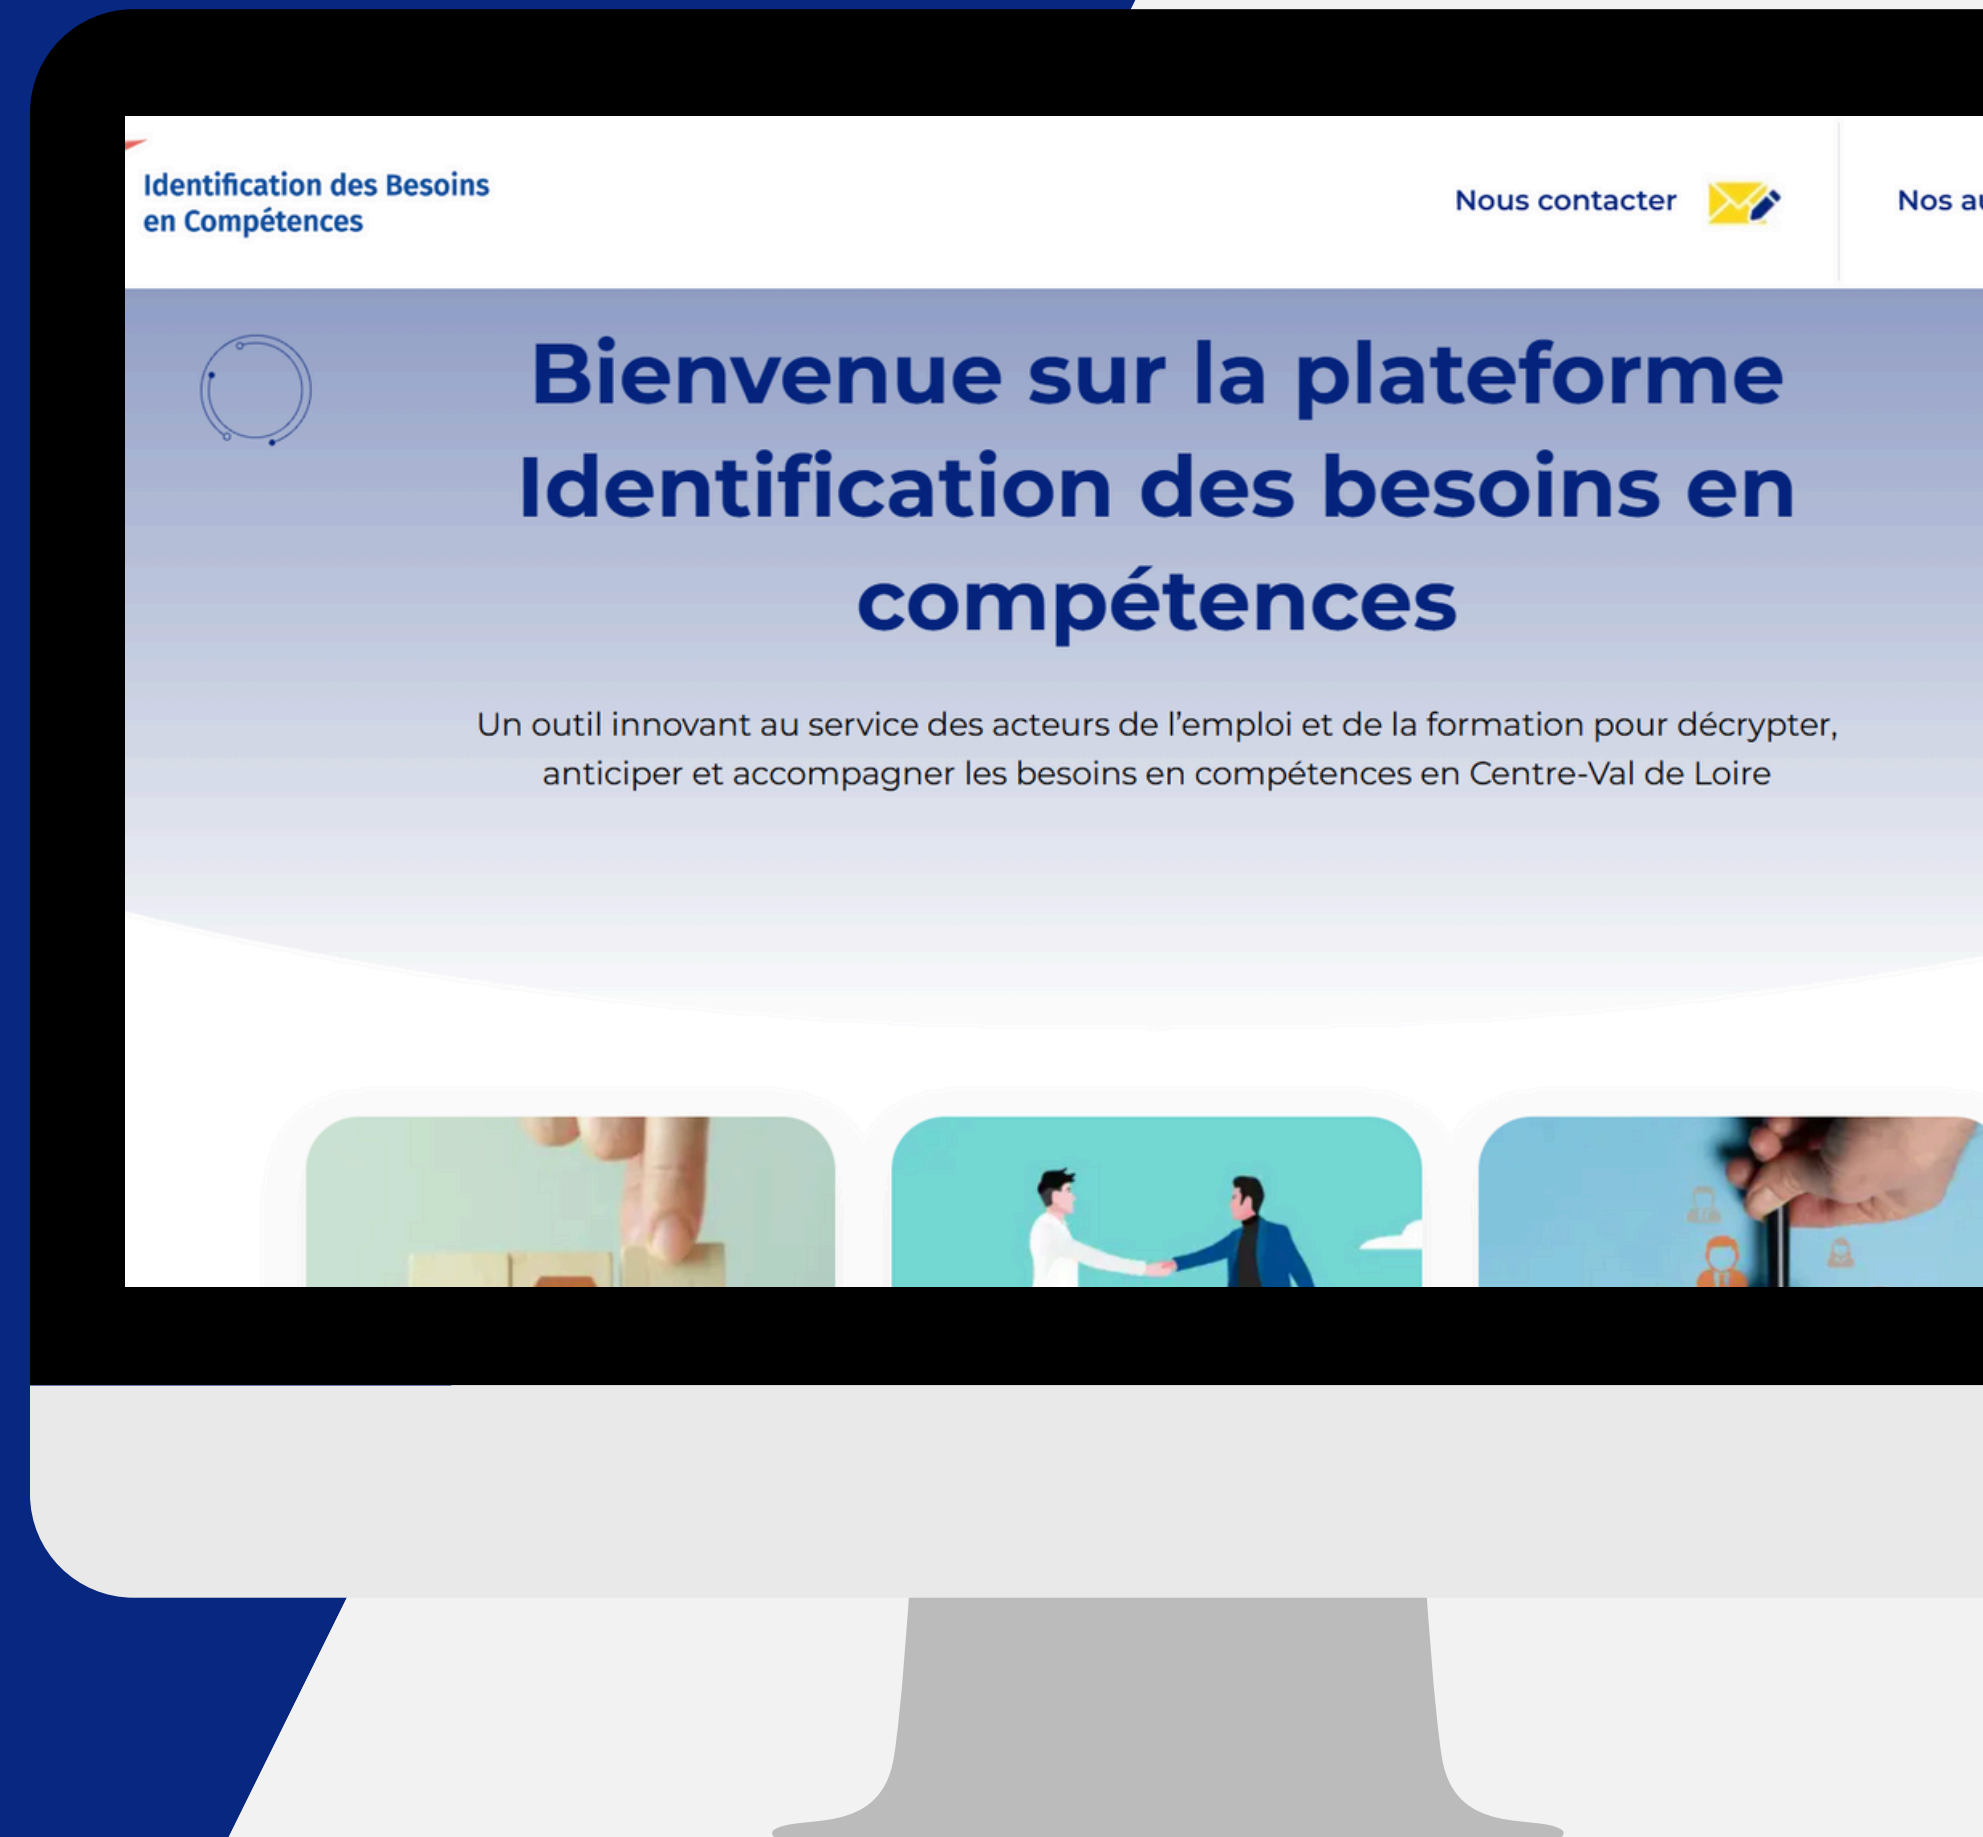 Identification des Besoins
en Compétences
Nous contacter
Nos
Bienvenue sur la plateforme
Identification des besoins en
compétences
Un outil innovant au service des acteurs de l'emploi et de la formation pour décrypter,
anticiper et accompagner les besoins en compétences en Centre-Val de Loire